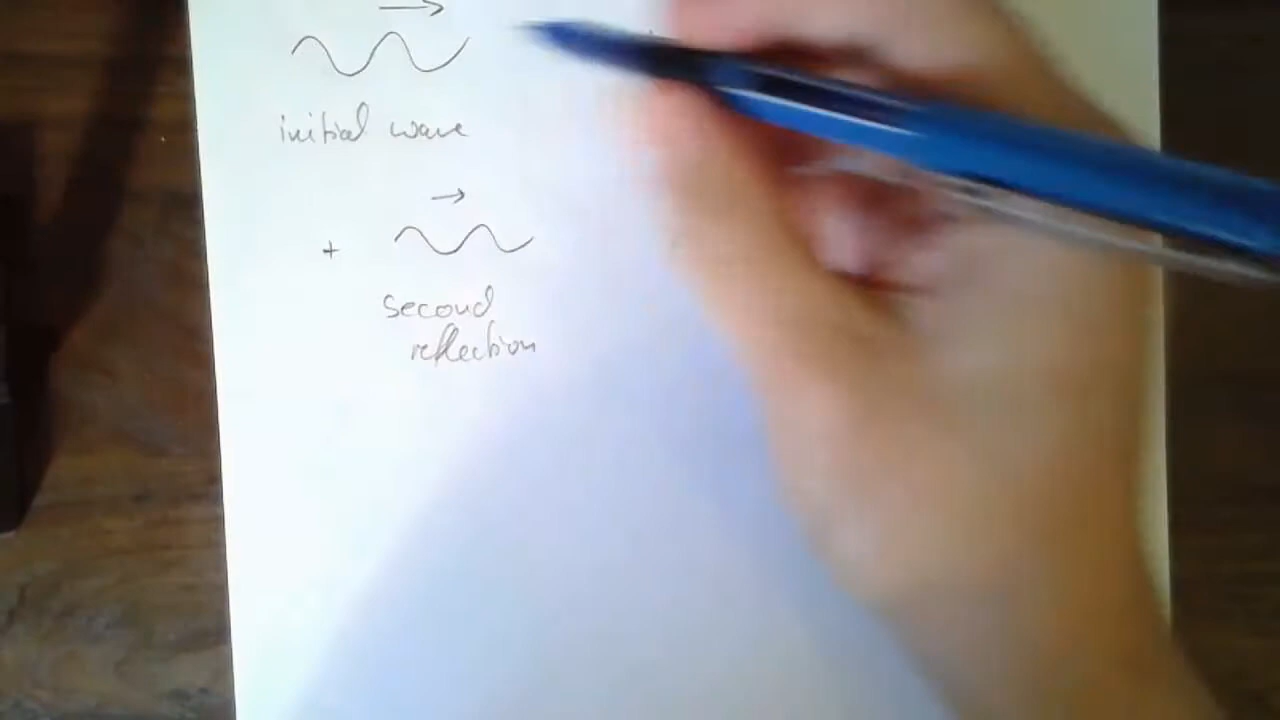 initial wave
+
second
reflection